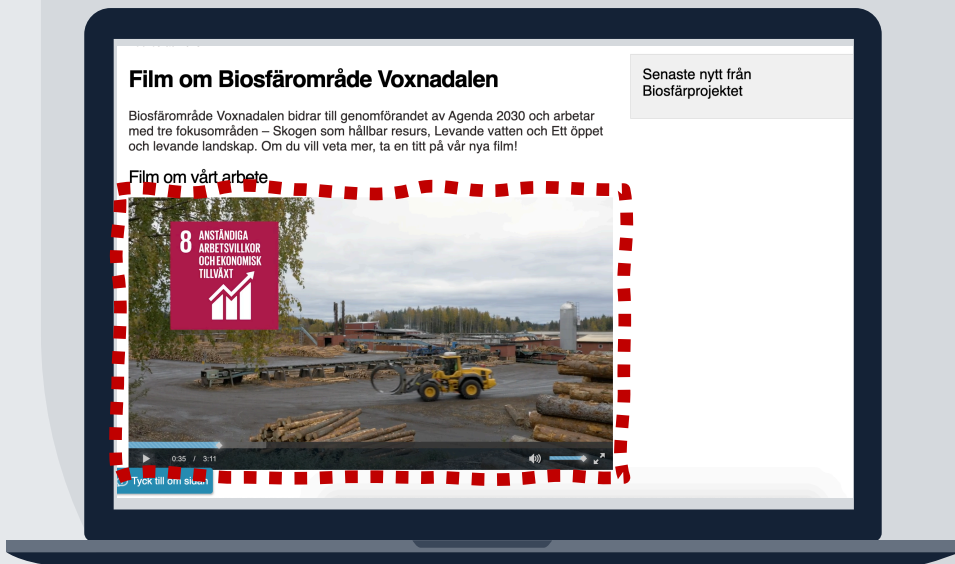 Film om Biosfärområde Voxnadalen
Biosfärområde Voxnadalen bidrar till genomförandet av Agenda 2030 och arbetar
med tre fokusområden – Skogen som hållbar resurs, Levande vatten och Ett öppet
och levande landskap. Om du vill veta mer, ta en titt på vår nya film!
Film om vårt arbete
8 ANSTÄNDIGA
ARBETSVILLKOR
OCH EKONOMISK
TILLVÄXT
0:35 / 3:11
Tyck till om sidan
Senaste nytt från
Biosfärprojektet